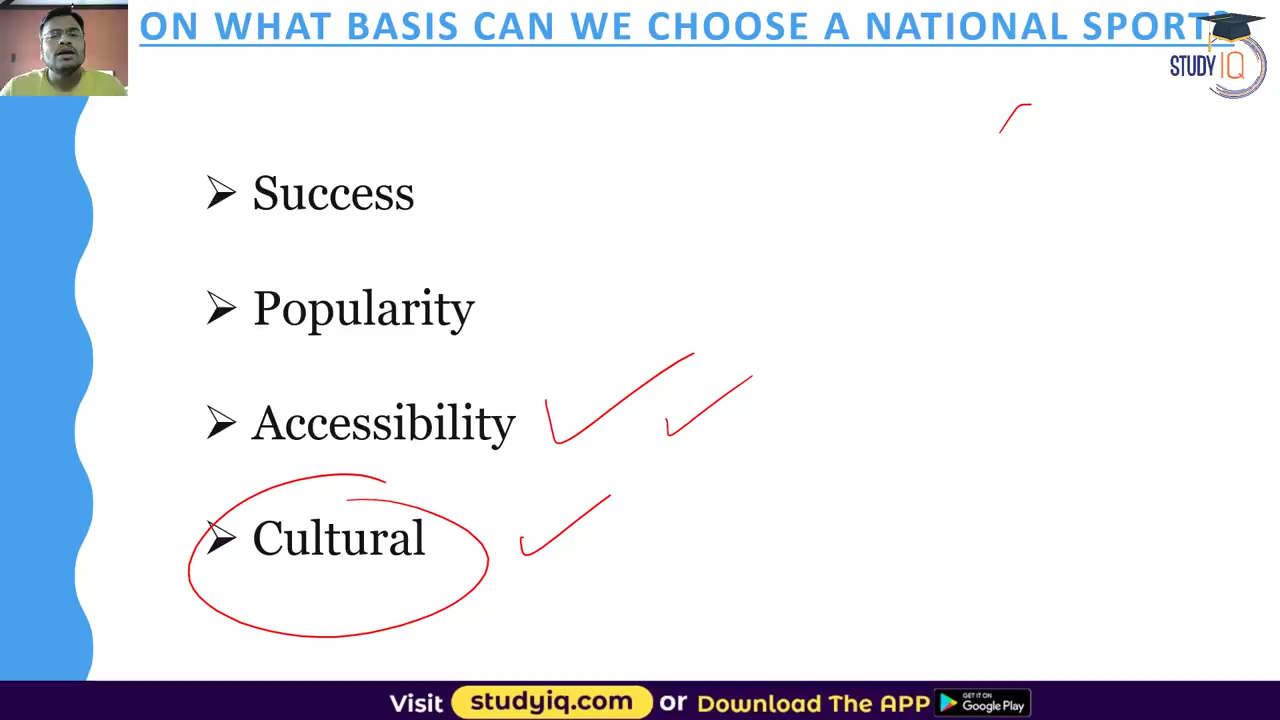 ON WHAT BASIS CAN WE CHOOSE A NATIONAL SPORTS
STUDY IQ
Success
Popularity
Accessibility
Cultural
Visit studyiq.com or Download The APP GET IT ON Google Play